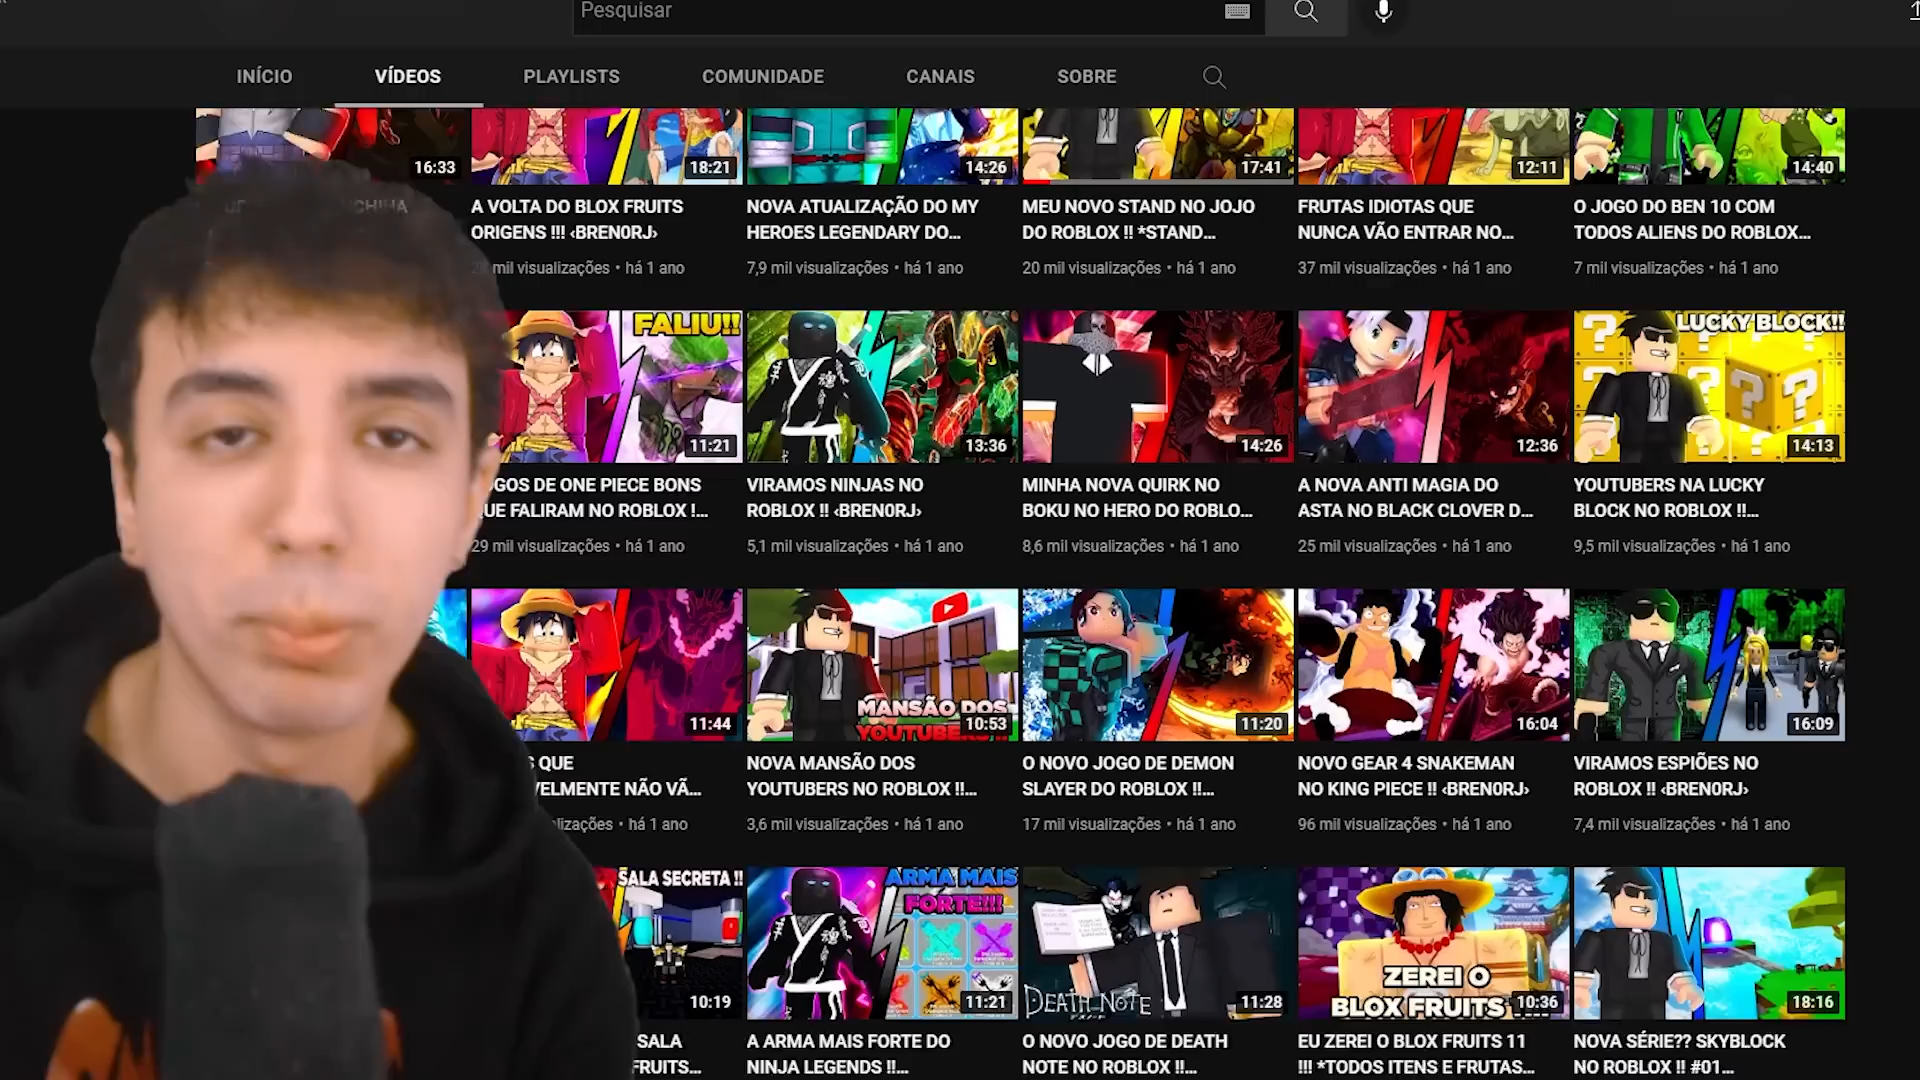 Pesquisar
INÍCIO
VÍDEOS
PLAYLISTS
COMUNIDADE
CANAIS
SOBRE
16:33
18:21
14:26
17:41
12:11
14:40
A VOLTA DO BLOX FRUITS
ORIGENS !!! ‹BREN0RJ›
mil visualizações • há 1 ano
NOVA ATUALIZAÇÃO DO MY
HEROES LEGENDARY DO...
7,9 mil visualizações • há 1 ano
MEU NOVO STAND NO JOJO
DO ROBLOX !! *STAND...
20 mil visualizações • há 1 ano
FRUTAS IDIOTAS QUE
NUNCA VÃO ENTRAR NO...
37 mil visualizações • há 1 ano
O JOGO DO BEN 10 COM
TODOS ALIENS DO ROBLOX...
7 mil visualizações • há 1 ano
FALIU!!
11:21
13:36
14:26
12:36
LUCKY BLOCK!!
14:13
OGOS DE ONE PIECE BONS
UE FALIRAM NO ROBLOX !...
29 mil visualizações • há 1 ano
VIRAMOS NINJAS NO
ROBLOX !! ‹BREN0RJ›
5,1 mil visualizações • há 1 ano
MINHA NOVA QUIRK NO
BOKU NO HERO DO ROBLO...
8,6 mil visualizações • há 1 ano
A NOVA ANTI MAGIA DO
ASTA NO BLACK CLOVER D...
25 mil visualizações • há 1 ano
YOUTUBERS NA LUCKY
BLOCK NO ROBLOX !!...
9,5 mil visualizações • há 1 ano
11:44
MANSÃO DOS
YOUTUBERS
10:53
11:20
16:04
16:09
QUE
VELMENTE NÃO VÃ...
lizações • há 1 ano
NOVA MANSÃO DOS
YOUTUBERS NO ROBLOX !!...
3,6 mil visualizações • há 1 ano
O NOVO JOGO DE DEMON
SLAYER DO ROBLOX !!...
17 mil visualizações • há 1 ano
NOVO GEAR 4 SNAKEMAN
NO KING PIECE !! ‹BREN0RJ›
96 mil visualizações • há 1 ano
VIRAMOS ESPIÕES NO
ROBLOX !! ‹BREN0RJ›
7,4 mil visualizações • há 1 ano
SALA SECRETA !!
10:19
ARMA MAIS
FORTE!!!
11:21
DEATH NOTE
11:28
ZEREI O
BLOX FRUITS
10:36
18:16
SALA
FRUITS...
A ARMA MAIS FORTE DO
NINJA LEGENDS !!...
O NOVO JOGO DE DEATH
NOTE NO ROBLOX !!...
EU ZEREI O BLOX FRUITS 11
!!! *TODOS ITENS E FRUTAS...
NOVA SÉRIE?? SKYBLOCK
NO ROBLOX !! #01...